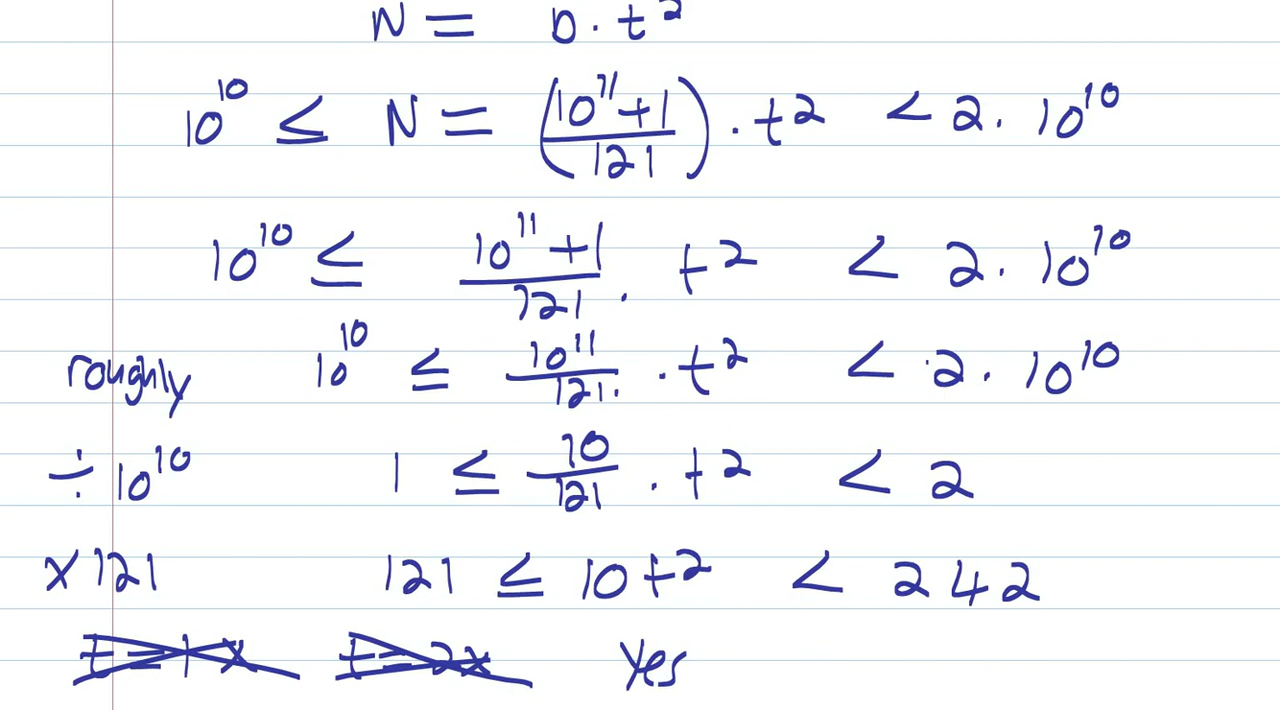 N = b · t²
10¹⁰ ≤ N = (10¹¹+1 / 121) · t² < 2 · 10¹⁰
10¹⁰ ≤ 10¹¹+1 / 121 · t² < 2 · 10¹⁰
roughly 10¹⁰ ≤ 10¹¹ / 121 · t² < 2 · 10¹⁰
÷ 10¹⁰ 1 ≤ 10 / 121 · t² < 2
× 121 121 ≤ 10t² < 242
t=1 x t=2x Yes